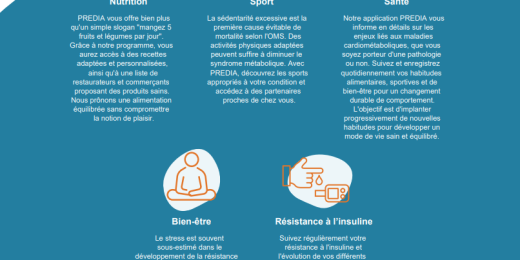 Nutrition
PREDIA vous offre bien plus
qu'un simple slogan "mangez 5
fruits et légumes par jour".
Grâce à notre programme, vous
aurez accès à des recettes
adaptées et personnalisées,
ainsi qu'à une liste de
restaurateurs et commerçants
proposant des produits sains.
Nous prônons une alimentation
équilibrée sans compromettre
la notion de plaisir.
Sport
La sédentarité excessive est la
première cause évitable de
mortalité selon l'OMS. Des
activités physiques adaptées
peuvent suffire à diminuer le
syndrome métabolique. Avec
PREDIA, découvrez les sports
appropriés à votre condition et
accédez à des partenaires
proches de chez vous.
Santé
Notre application PREDIA vous
informe en détails sur les
enjeux liés aux maladies
cardiométaboliques, que vous
soyez porteur d'une pathologie
ou non. Suivez et enregistrez
quotidiennement vos habitudes
alimentaires, sportives et de
bien-être pour un changement
durable de comportement.
L'objectif est d'implanter
progressivement de nouvelles
habitudes pour développer un
mode de vie sain et équilibré.
Bien-être
Le stress est souvent
sous-estimé dans le
développement de la résistance
Résistance à l'insuline
Suivez régulièrement votre
résistance à l'insuline et
l'évolution de vos différents